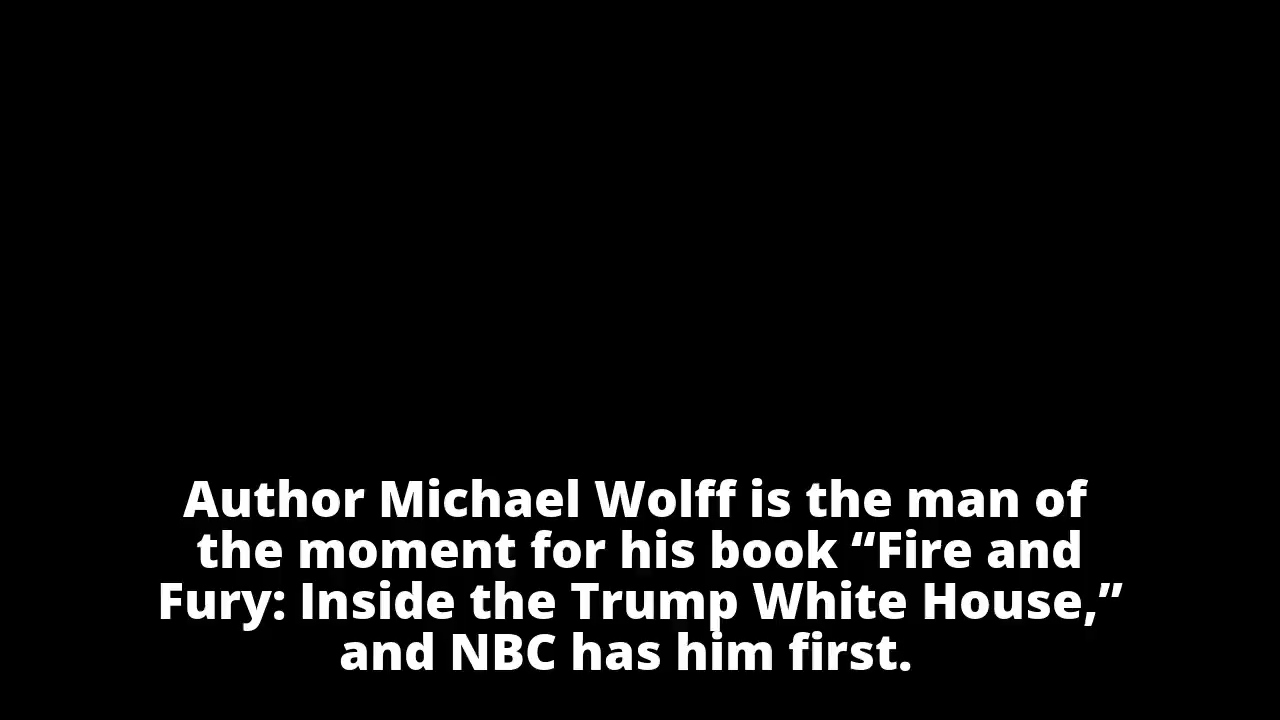 Author Michael Wolff is the man of
the moment for his book “Fire and
Fury: Inside the Trump White House,”
and NBC has him first.